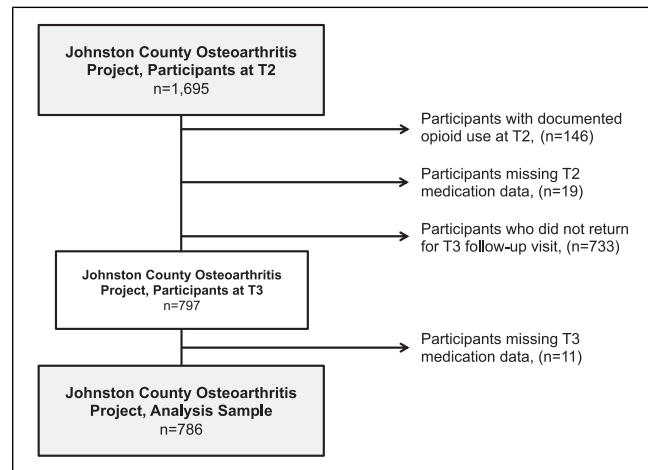 Johnston County Osteoarthritis
Project, Participants at T2
n=1,695
Participants with documented
opioid use at T2, (n=146)
Participants missing T2
medication data, (n=19)
Participants who did not return
for T3 follow-up visit, (n=733)
Johnston County Osteoarthritis
Project, Participants at T3
n=797
Participants missing T3
medication data, (n=11)
Johnston County Osteoarthritis
Project, Analysis Sample
n=786